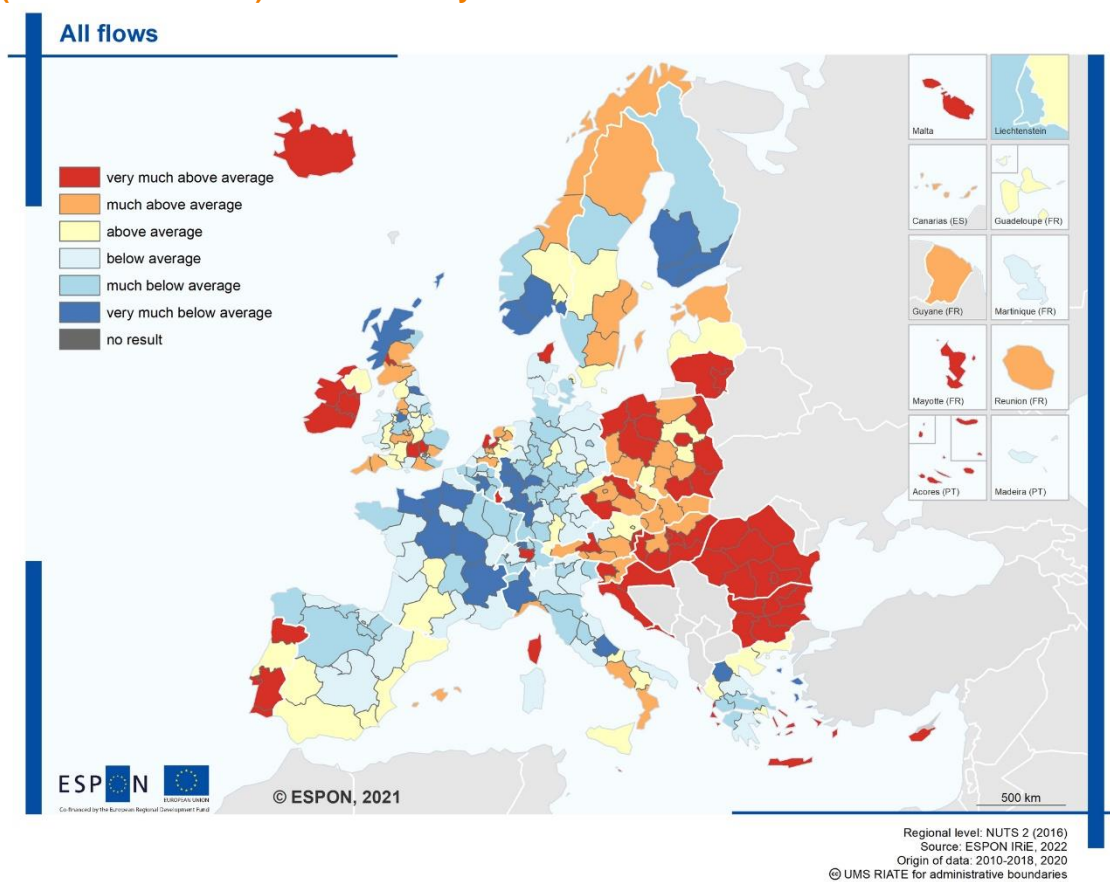 All flows
very much above average
much above average
above average
below average
much below average
very much below average
no result
Malta
Liechtenstein
Canarias (ES)
Guadeloupe (FR)
Guyane (FR)
Martinique (FR)
Mayotte (FR)
Reunion (FR)
Acores (PT)
Madeira (PT)
ESPON
EUROPEAN UNION
Co-financed by the European Regional Development Fund
© ESPON, 2021
500 km
Regional level: NUTS 2 (2016)
Source: ESPON IRiE, 2022
Origin of data: 2010-2018, 2020
UMS RIATE for administrative boundaries